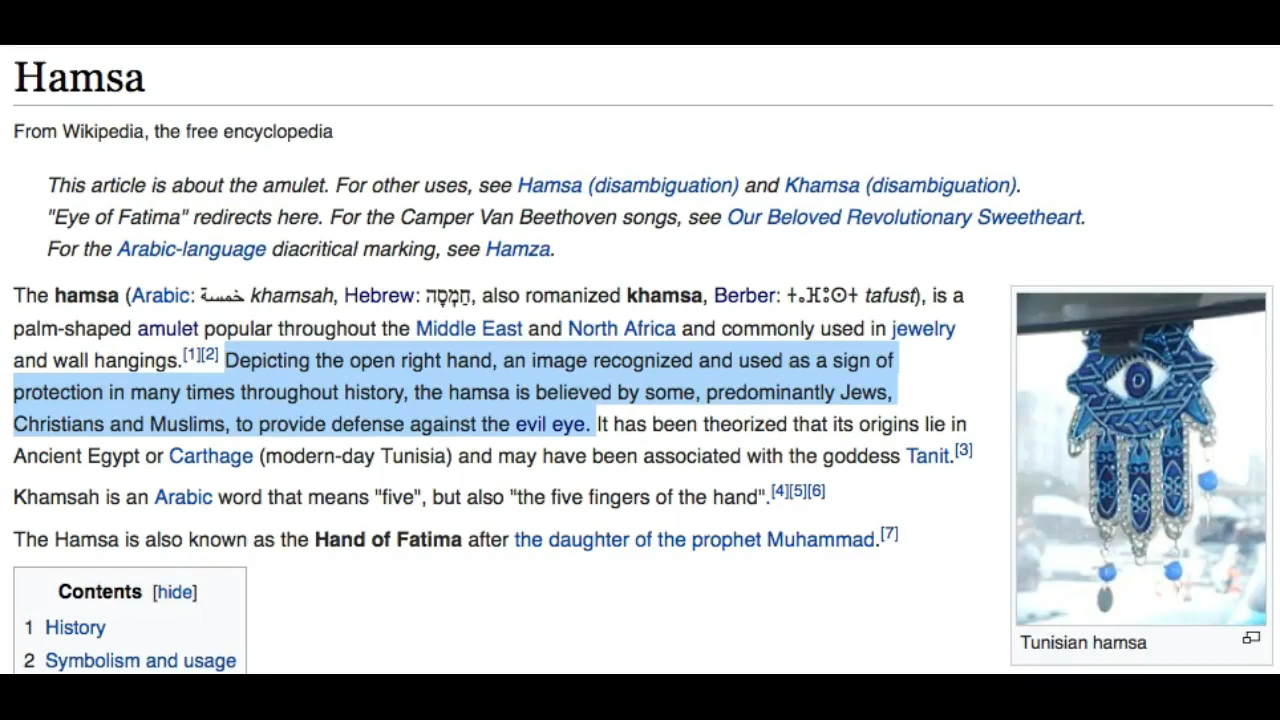 Hamsa
From Wikipedia, the free encyclopedia
This article is about the amulet. For other uses, see Hamsa (disambiguation) and Khamsa (disambiguation).
"Eye of Fatima" redirects here. For the Camper Van Beethoven songs, see Our Beloved Revolutionary Sweetheart.
For the Arabic-language diacritical marking, see Hamza.
The hamsa (Arabic: خمسة khamsah, Hebrew: חַמְסָה, also romanized khamsa, Berber: ⵜⴰⴼⵓⵙⵜ tafust), is a
palm-shaped amulet popular throughout the Middle East and North Africa and commonly used in jewelry
and wall hangings.[1][2] Depicting the open right hand, an image recognized and used as a sign of
protection in many times throughout history, the hamsa is believed by some, predominantly Jews,
Christians and Muslims, to provide defense against the evil eye. It has been theorized that its origins lie in
Ancient Egypt or Carthage (modern-day Tunisia) and may have been associated with the goddess Tanit.[3]
Khamsah is an Arabic word that means "five", but also "the five fingers of the hand".[4][5][6]
The Hamsa is also known as the Hand of Fatima after the daughter of the prophet Muhammad.[7]
Contents [hide]
1 History
2 Symbolism and usage
Tunisian hamsa